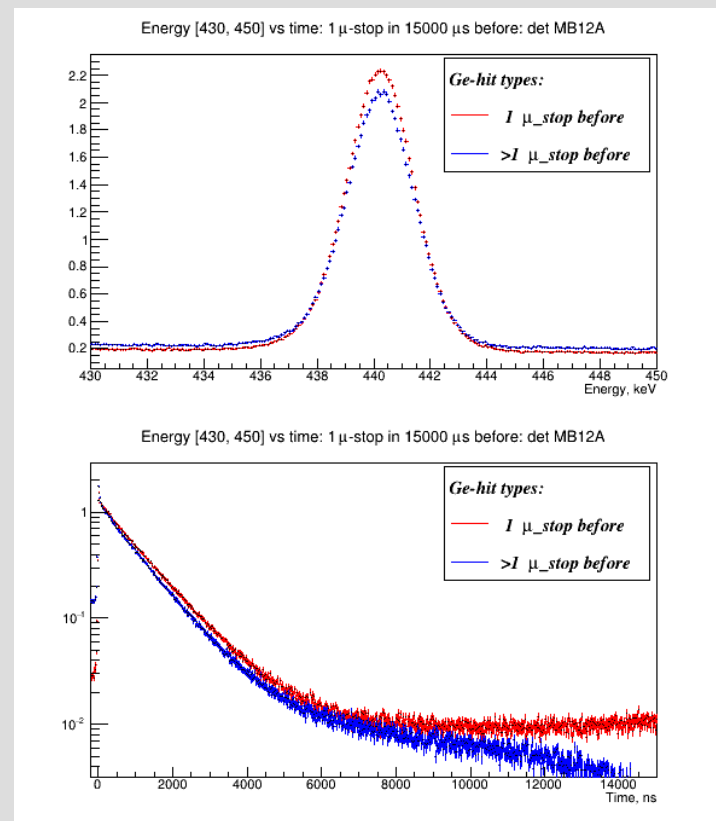 Energy [430, 450] vs time: 1 μ-stop in 15000 μs before: det MB12A
Ge-hit types:
1 μ_stop before
>1 μ_stop before
2.2
2
1.8
1.6
1.4
1.2
1
0.8
0.6
0.4
0.2
430 432 434 436 438 440 442 444 446 448 450
Energy, keV
Energy [430, 450] vs time: 1 μ-stop in 15000 μs before: det MB12A
Ge-hit types:
1 μ_stop before
>1 μ_stop before
1
10⁻¹
10⁻²
0 2000 4000 6000 8000 10000 12000 14000
Time, ns